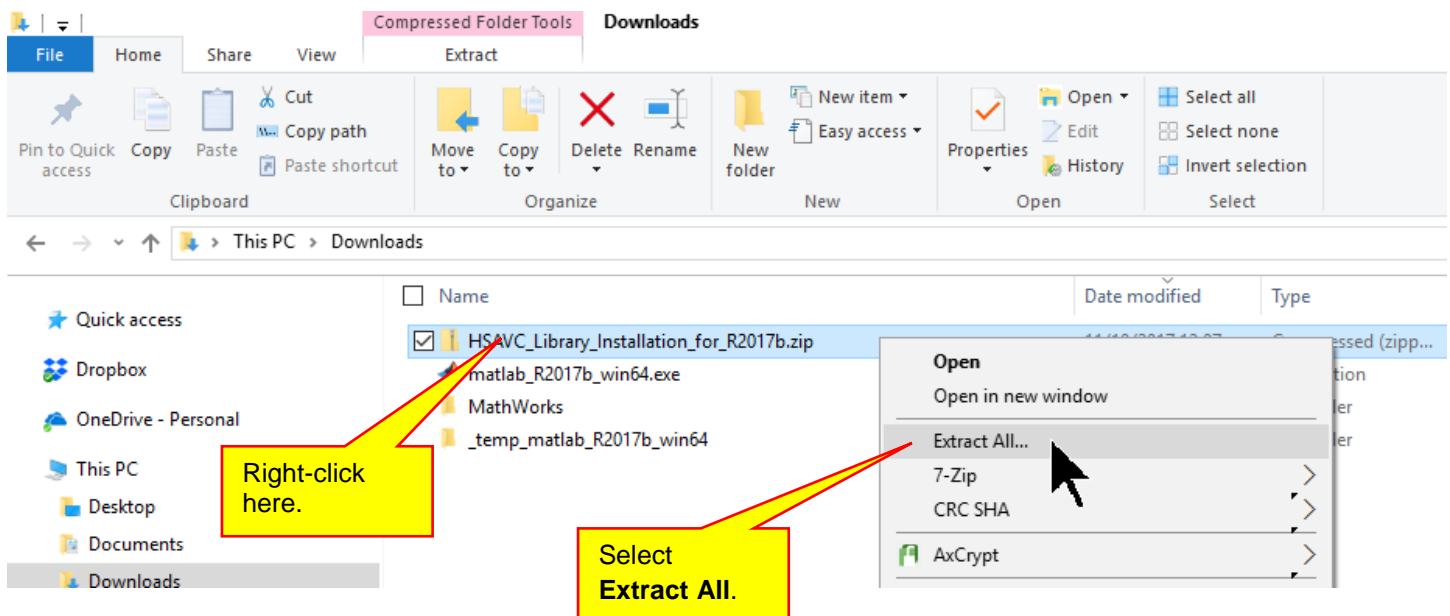 Compressed Folder Tools Downloads
File Home Share View Extract
Cut
Copy path
Paste shortcut
Pin to Quick access
Copy
Paste
Clipboard
Move to
Copy to
Delete
Rename
Organize
New folder
New item
Easy access
New
Properties
Open
Edit
History
Open
Select all
Select none
Invert selection
Select
This PC > Downloads
Name Date modified Type
Quick access
Dropbox
OneDrive - Personal
This PC
Desktop
Documents
Downloads
HSAVC_Library_Installation_for_R2017b.zip
matlab_R2017b_win64.exe
MathWorks
_temp_matlab_R2017b_win64
Right-click
here.
Open
Open in new window
Extract All...
7-Zip
CRC SHA
AxCrypt
Select
Extract All.